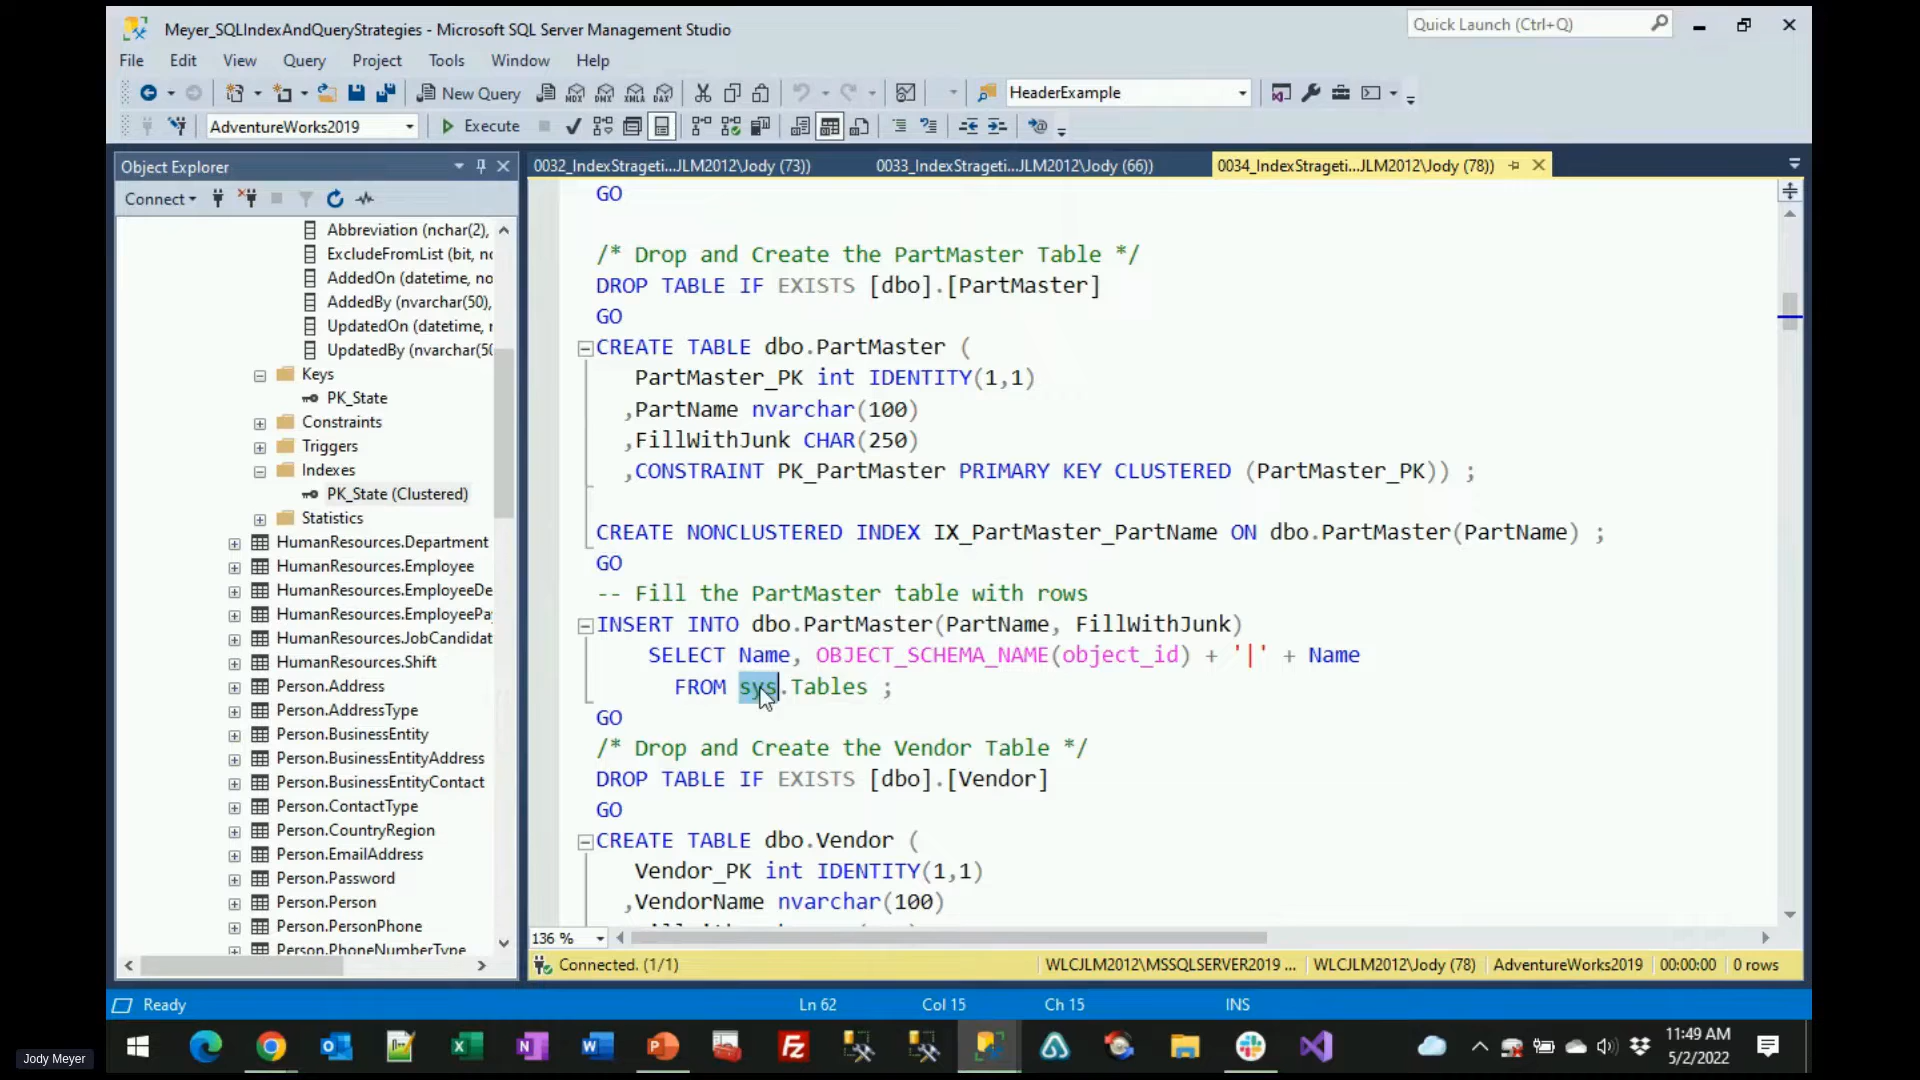 Meyer_SQLIndexAndQueryStrategies - Microsoft SQL Server Management Studio
Quick Launch (Ctrl+Q)
File Edit View Query Project Tools Window Help
New Query
HeaderExample
AdventureWorks2019
Execute
Object Explorer
0032_IndexStrageti...JLM2012\Jody (73))
0033_IndexStrageti...JLM2012\Jody (66))
0034_IndexStrageti...JLM2012\Jody (78))
Connect
Abbreviation (nchar(2),
ExcludeFromList (bit, no
AddedOn (datetime, no
AddedBy (nvarchar(50),
UpdatedOn (datetime, n
UpdatedBy (nvarchar(50
Keys
PK_State
Constraints
Triggers
Indexes
PK_State (Clustered)
Statistics
HumanResources.Department
HumanResources.Employee
HumanResources.EmployeeDe
HumanResources.EmployeePay
HumanResources.JobCandidat
HumanResources.Shift
Person.Address
Person.AddressType
Person.BusinessEntity
Person.BusinessEntityAddress
Person.BusinessEntityContact
Person.ContactType
Person.CountryRegion
Person.EmailAddress
Person.Password
Person.Person
Person.PersonPhone
Person.PhoneNumberType
GO
/* Drop and Create the PartMaster Table */
DROP TABLE IF EXISTS [dbo].[PartMaster]
GO
CREATE TABLE dbo.PartMaster (
PartMaster_PK int IDENTITY(1,1)
,PartName nvarchar(100)
,FillWithJunk CHAR(250)
,CONSTRAINT PK_PartMaster PRIMARY KEY CLUSTERED (PartMaster_PK)) ;
CREATE NONCLUSTERED INDEX IX_PartMaster_PartName ON dbo.PartMaster(PartName) ;
GO
-- Fill the PartMaster table with rows
INSERT INTO dbo.PartMaster(PartName, FillWithJunk)
SELECT Name, OBJECT_SCHEMA_NAME(object_id) + '|' + Name
FROM sys.Tables ;
GO
/* Drop and Create the Vendor Table */
DROP TABLE IF EXISTS [dbo].[Vendor]
GO
CREATE TABLE dbo.Vendor (
Vendor_PK int IDENTITY(1,1)
,VendorName nvarchar(100)
136 %
Connected. (1/1)
WLCJLM2012\MSSQLSERVER2019 ...
WLCJLM2012\Jody (78)
AdventureWorks2019
00:00:00
0 rows
Ready
Ln 62
Col 15
Ch 15
INS
Jody Meyer
11:49 AM
5/2/2022